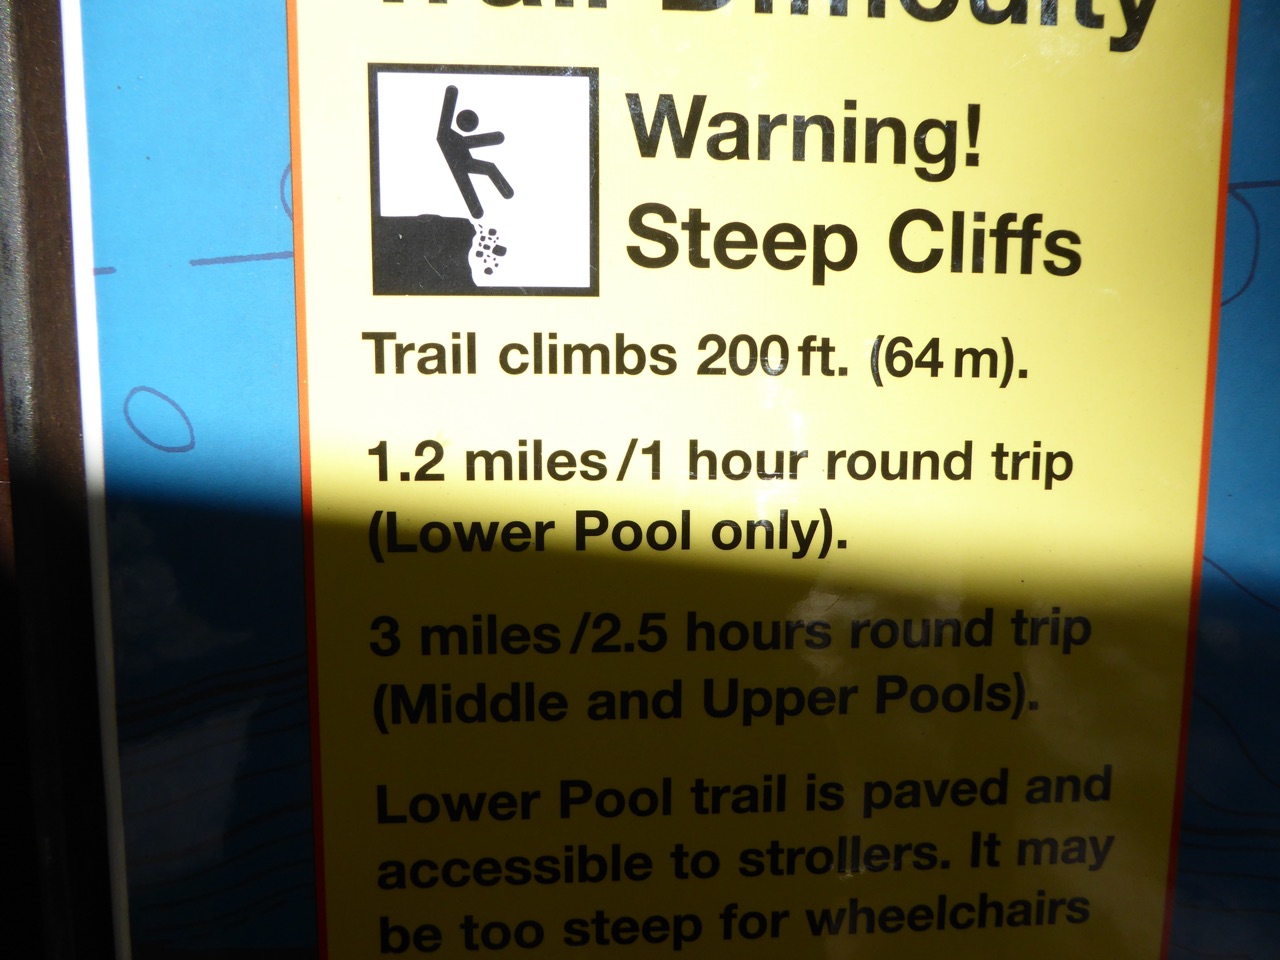 Trail Difficulty
Warning!
Steep Cliffs
Trail climbs 200 ft. (64 m).
1.2 miles / 1 hour round trip
(Lower Pool only).
3 miles / 2.5 hours round trip
(Middle and Upper Pools).
Lower Pool trail is paved and
accessible to strollers. It may
be too steep for wheelchairs